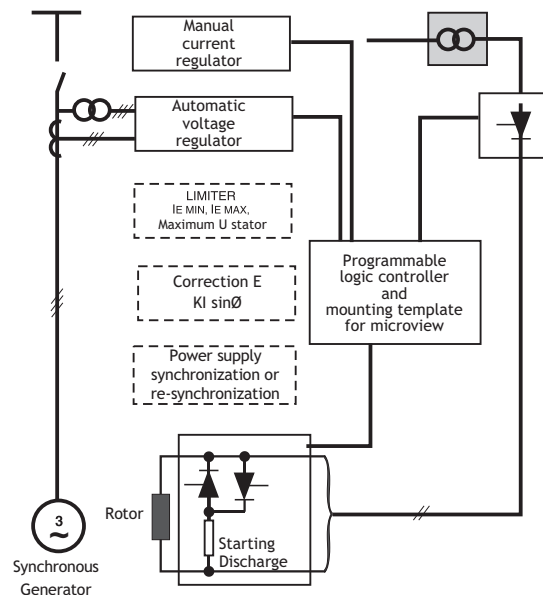 Manual
current
regulator
Automatic
voltage
regulator
LIMITER
IE MIN, IE MAX,
Maximum U stator
Programmable
logic controller
and
mounting template
for microview
Correction E
KI sinØ
Power supply
synchronization or
re-synchronization
Rotor
Starting
Discharge
3
~
Synchronous
Generator